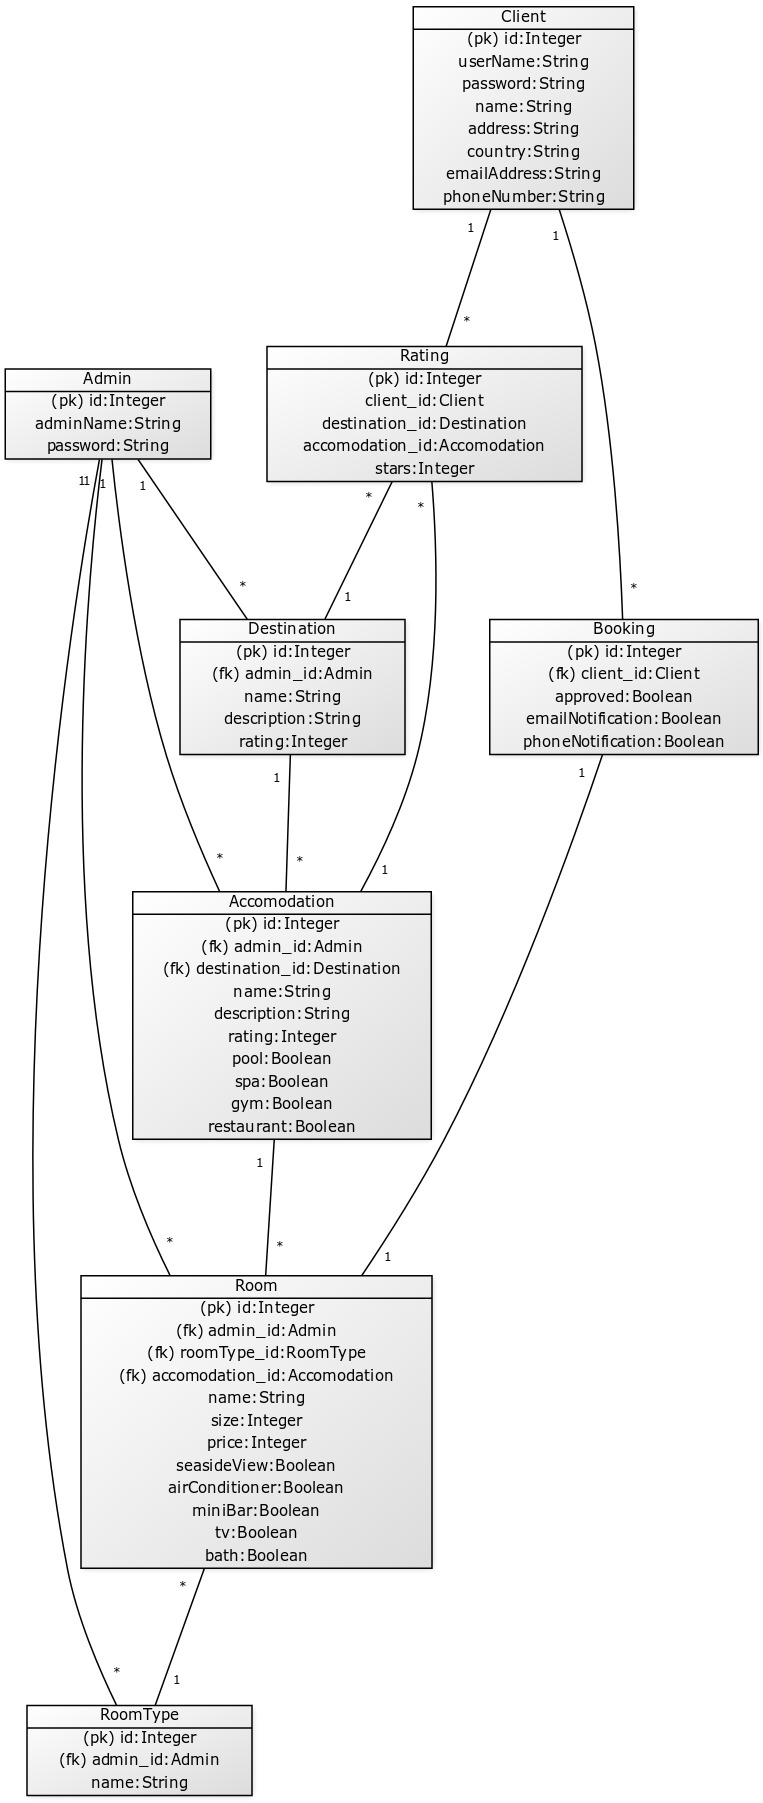 Client
(pk) id:Integer
userName:String
password:String
name:String
address:String
country:String
emailAddress:String
phoneNumber:String
1
1
*
Rating
(pk) id:Integer
client_id:Client
destination_id:Destination
accomodation_id:Accomodation
stars:Integer
Admin
(pk) id:Integer
adminName:String
password:String
1
1
1
1
*
*
*
1
*
Destination
(pk) id:Integer
(fk) admin_id:Admin
name:String
description:String
rating:Integer
Booking
(pk) id:Integer
(fk) client_id:Client
approved:Boolean
emailNotification:Boolean
phoneNotification:Boolean
1
1
*
*
1
Accomodation
(pk) id:Integer
(fk) admin_id:Admin
(fk) destination_id:Destination
name:String
description:String
rating:Integer
pool:Boolean
spa:Boolean
gym:Boolean
restaurant:Boolean
1
*
*
1
Room
(pk) id:Integer
(fk) admin_id:Admin
(fk) roomType_id:RoomType
(fk) accomodation_id:Accomodation
name:String
size:Integer
price:Integer
seasideView:Boolean
airConditioner:Boolean
miniBar:Boolean
tv:Boolean
bath:Boolean
*
*
1
RoomType
(pk) id:Integer
(fk) admin_id:Admin
name:String